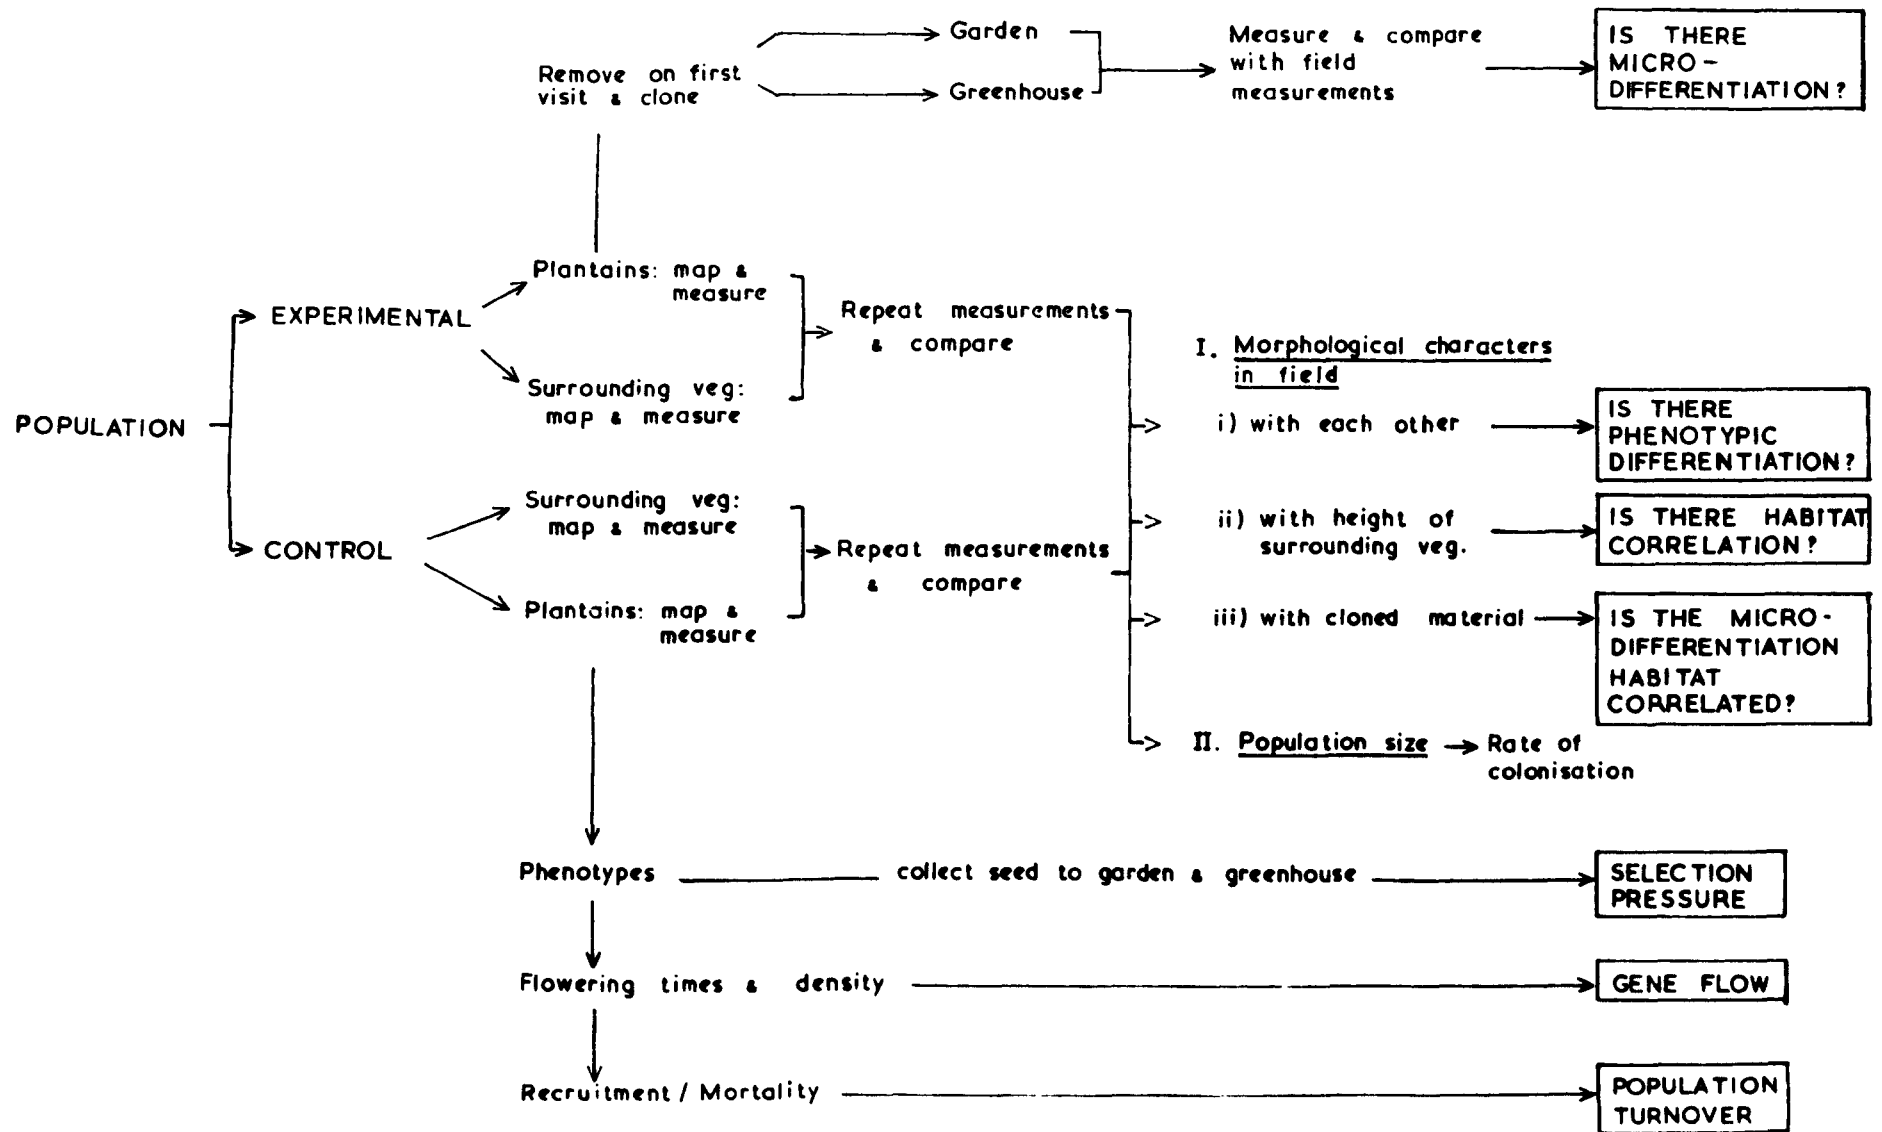 Remove on first
visit & clone
Garden
Greenhouse
Measure & compare
with field
measurements
IS THERE
MICRO-
DIFFERENTIATION?
POPULATION
EXPERIMENTAL
Plantains: map &
measure
Surrounding veg:
map & measure
Repeat measurements
& compare
CONTROL
Surrounding veg:
map & measure
Plantains: map &
measure
Repeat measurements
& compare
I. Morphological characters
in field
i) with each other
IS THERE
PHENOTYPIC
DIFFERENTIATION?
ii) with height of
surrounding veg.
IS THERE HABITAT
CORRELATION?
iii) with cloned material
IS THE MICRO-
DIFFERENTIATION
HABITAT
CORRELATED?
II. Population size
Rate of
colonisation
Phenotypes
collect seed to garden & greenhouse
SELECTION
PRESSURE
Flowering times & density
GENE FLOW
Recruitment / Mortality
POPULATION
TURNOVER